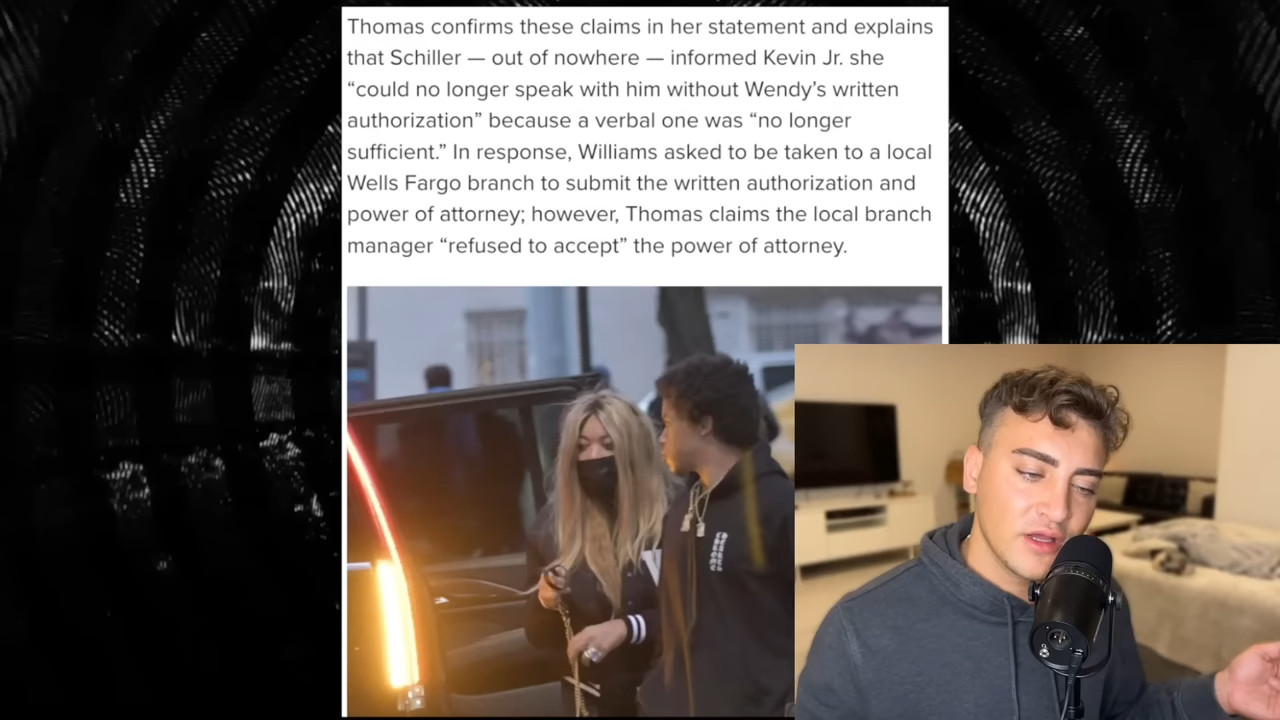 Thomas confirms these claims in her statement and explains
that Schiller — out of nowhere — informed Kevin Jr. she
“could no longer speak with him without Wendy’s written
authorization” because a verbal one was “no longer
sufficient.” In response, Williams asked to be taken to a local
Wells Fargo branch to submit the written authorization and
power of attorney; however, Thomas claims the local branch
manager “refused to accept” the power of attorney.